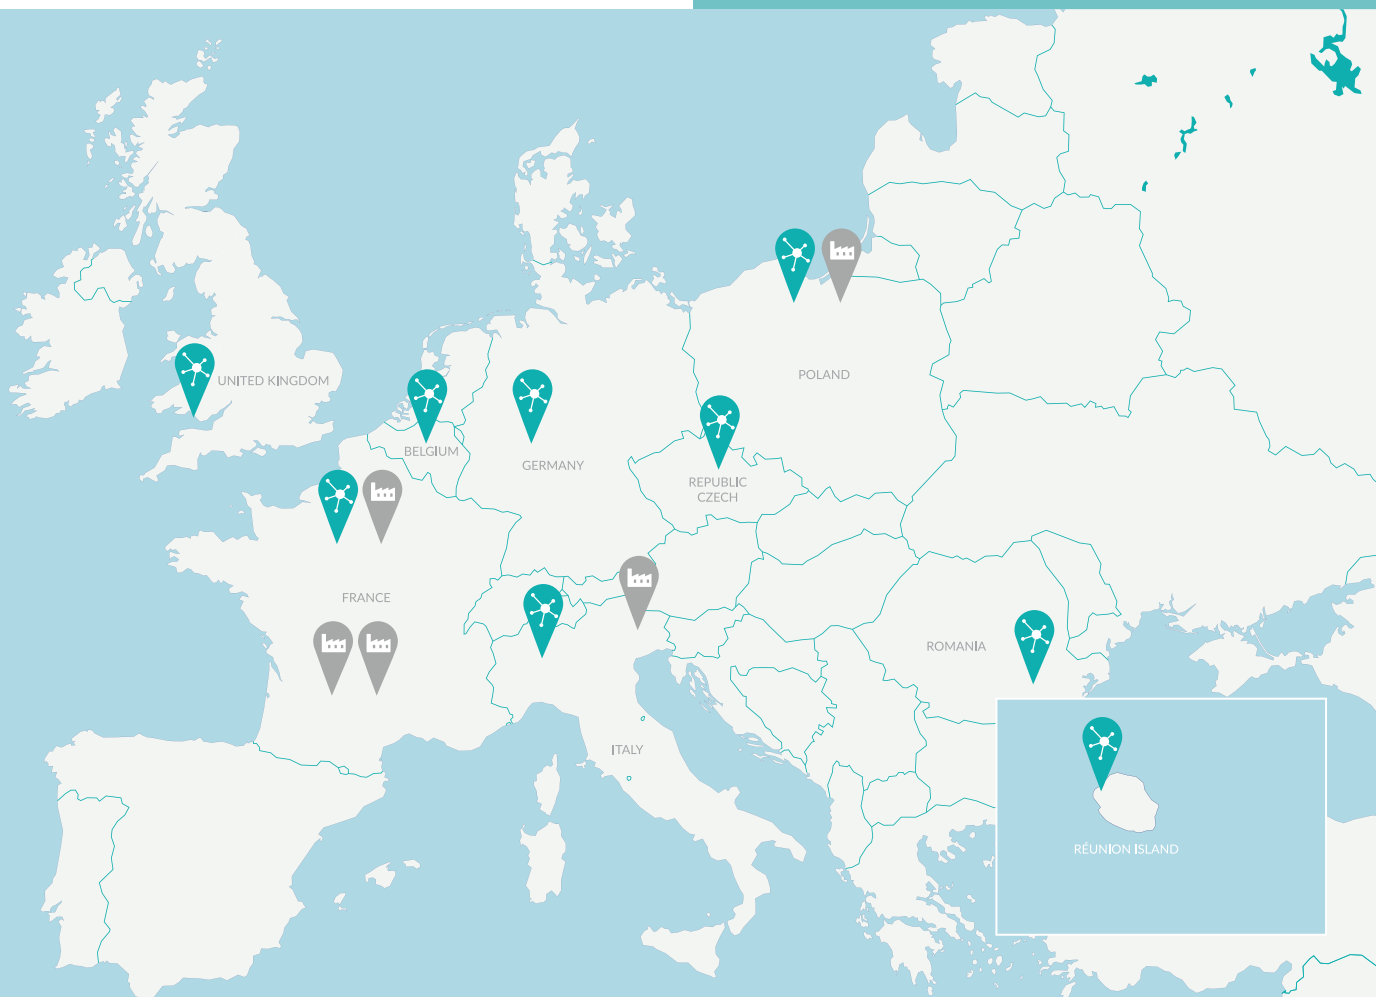 POLAND
UNITED KINGDOM
BELGIUM
GERMANY
REPUBLIC
CZECH
FRANCE
ROMANIA
ITALY
RÉUNION ISLAND